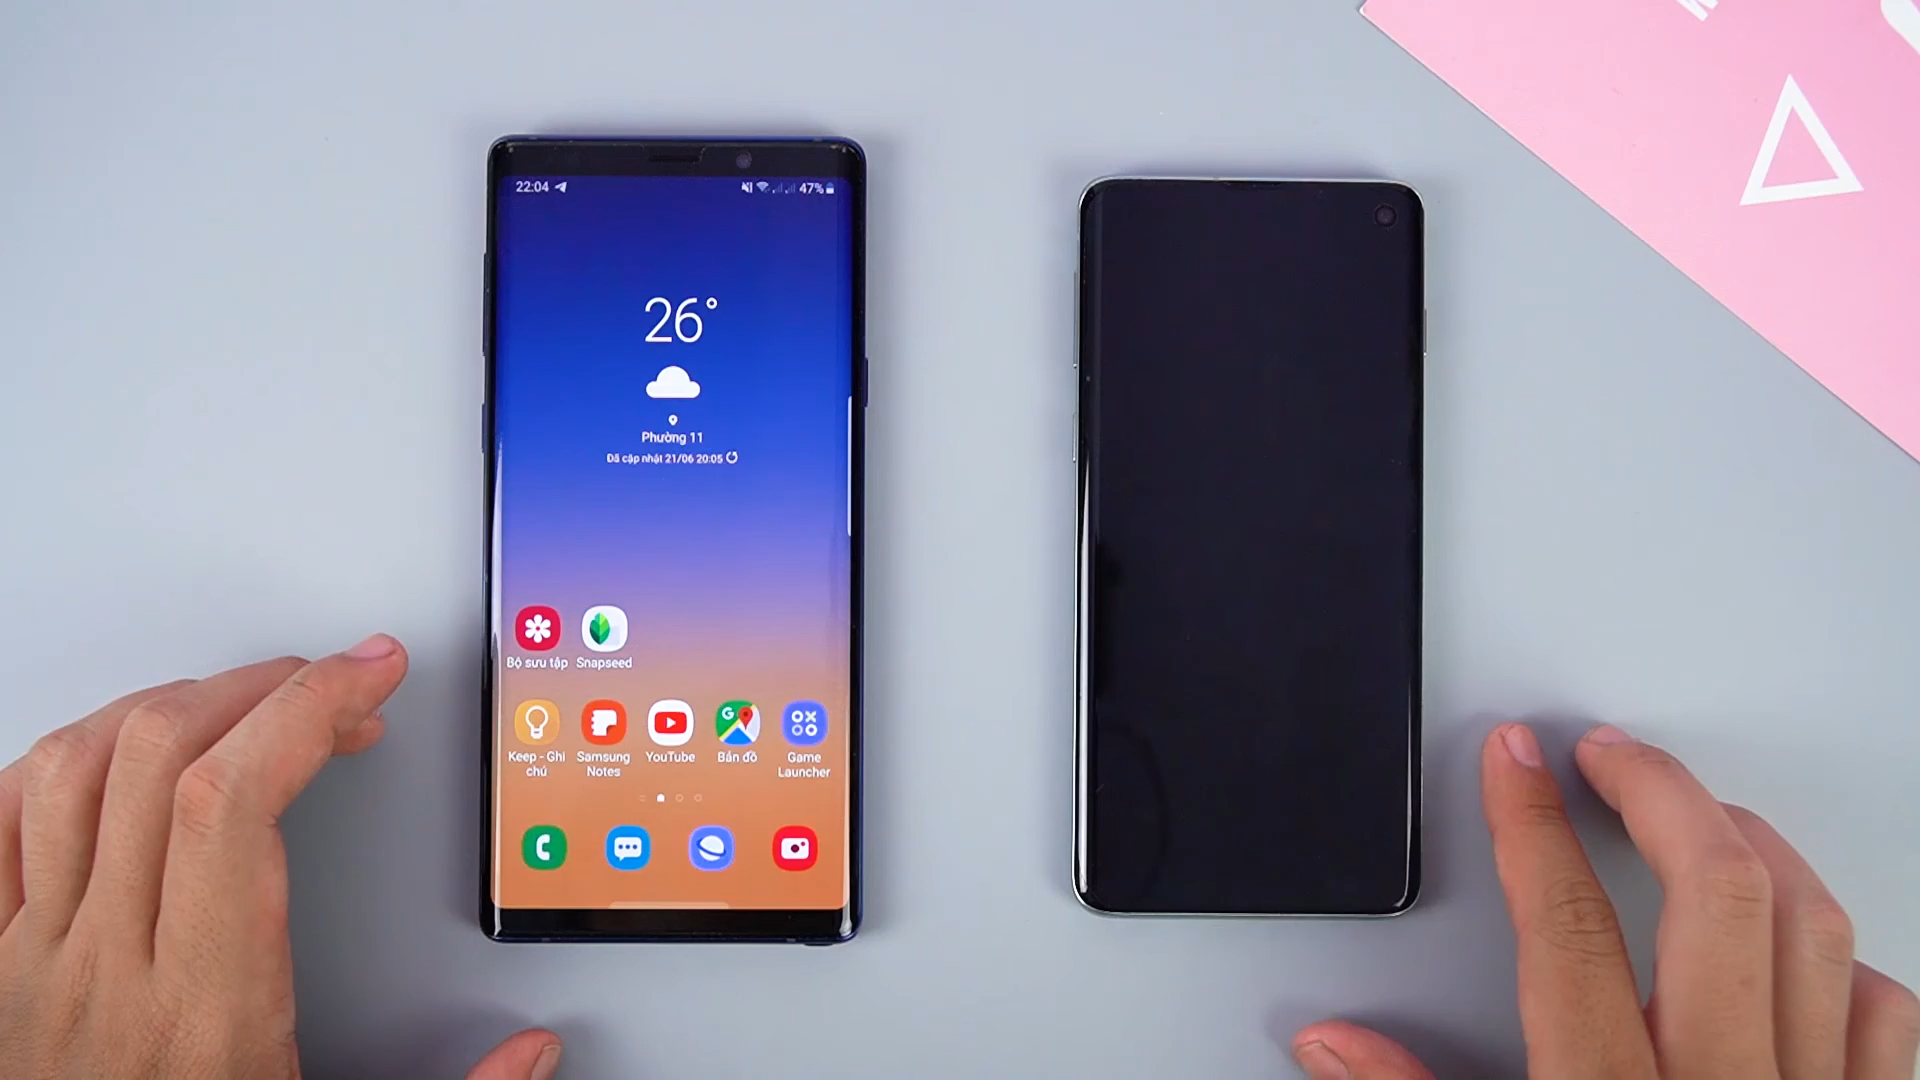 22:04
47%
26°
Phường 11
Đã cập nhật 21/06 20:05
Bộ sưu tập
Snapseed
Keep - Ghi chú
Samsung Notes
YouTube
Bản đồ
Game Launcher